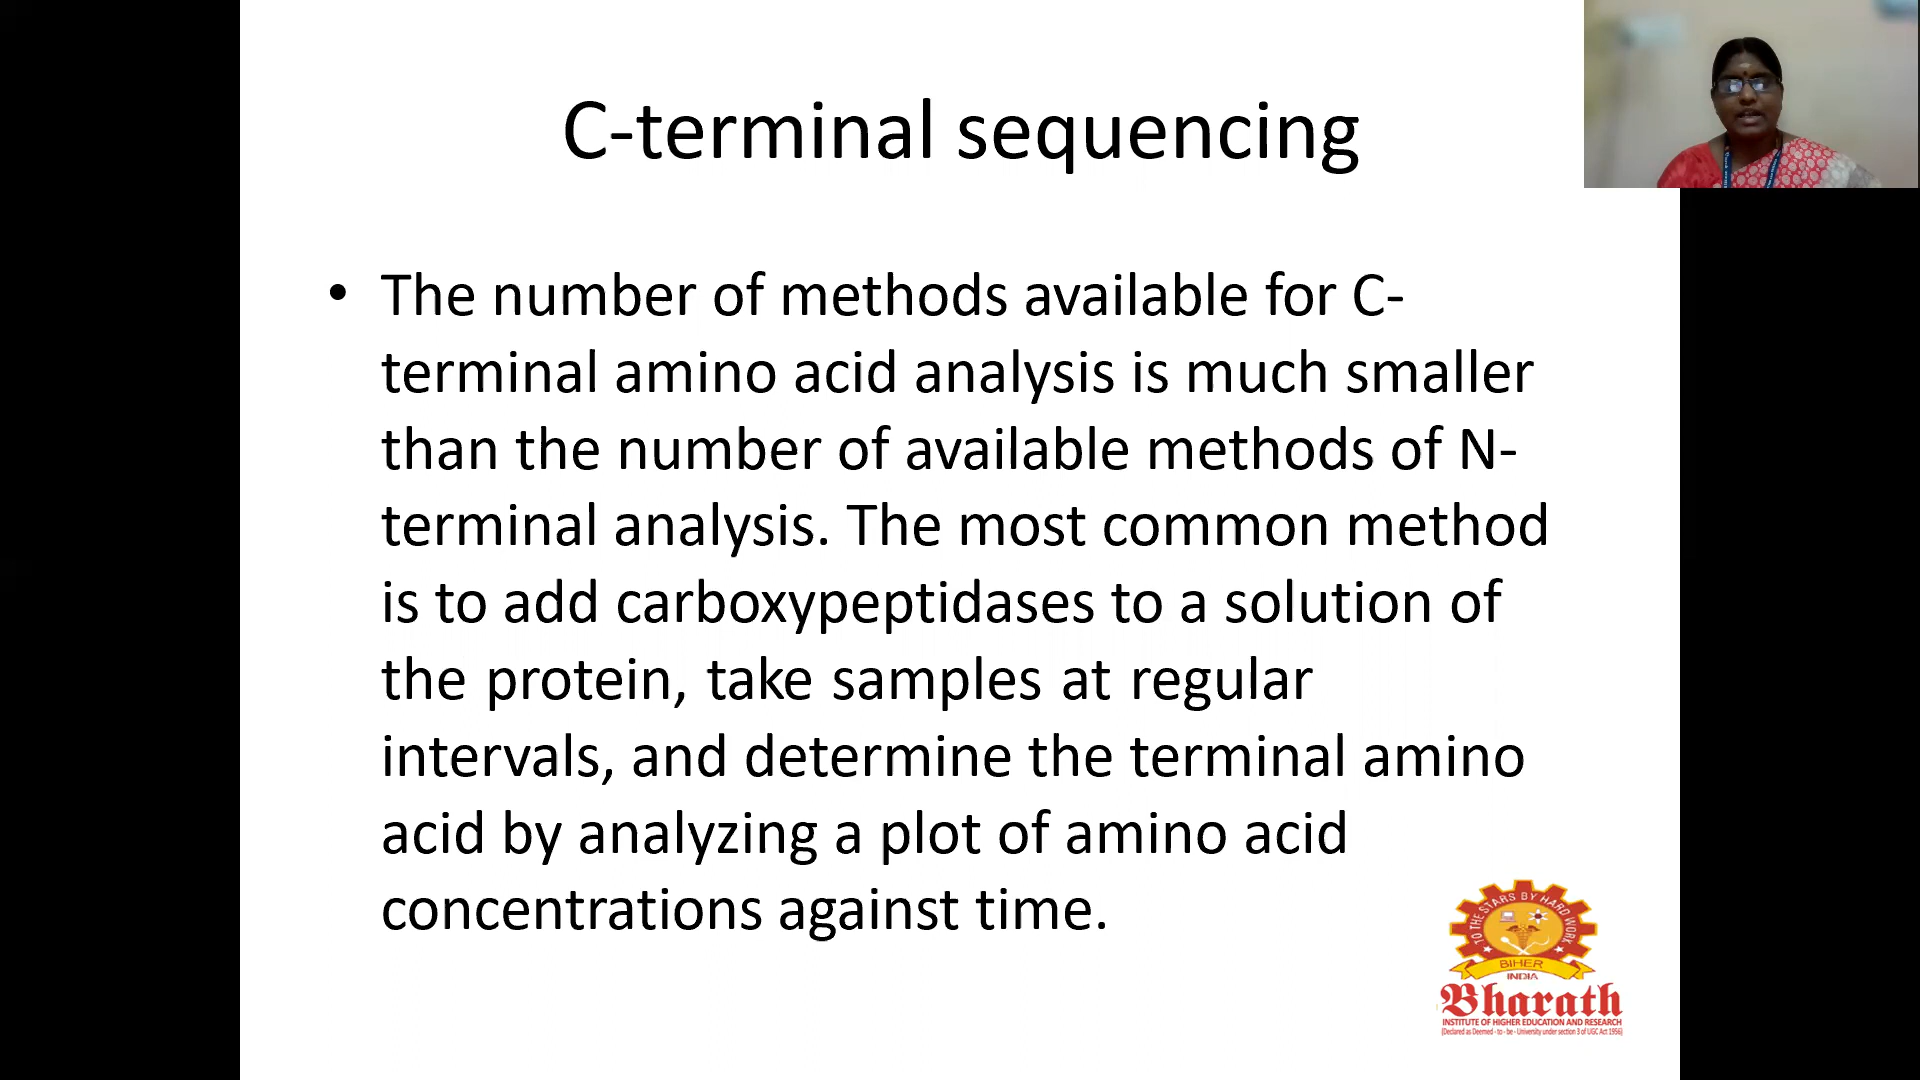 C-terminal sequencing
• The number of methods available for C-
terminal amino acid analysis is much smaller
than the number of available methods of N-
terminal analysis. The most common method
is to add carboxypeptidases to a solution of
the protein, take samples at regular
intervals, and determine the terminal amino
acid by analyzing a plot of amino acid
concentrations against time.
TO THE STARS BY HARD WORK
BIHER
INDIA
Bharath
INSTITUTE OF HIGHER EDUCATION AND RESEARCH
(Declared as Deemed - to - be - University under section 3 of UGC Act 1956)